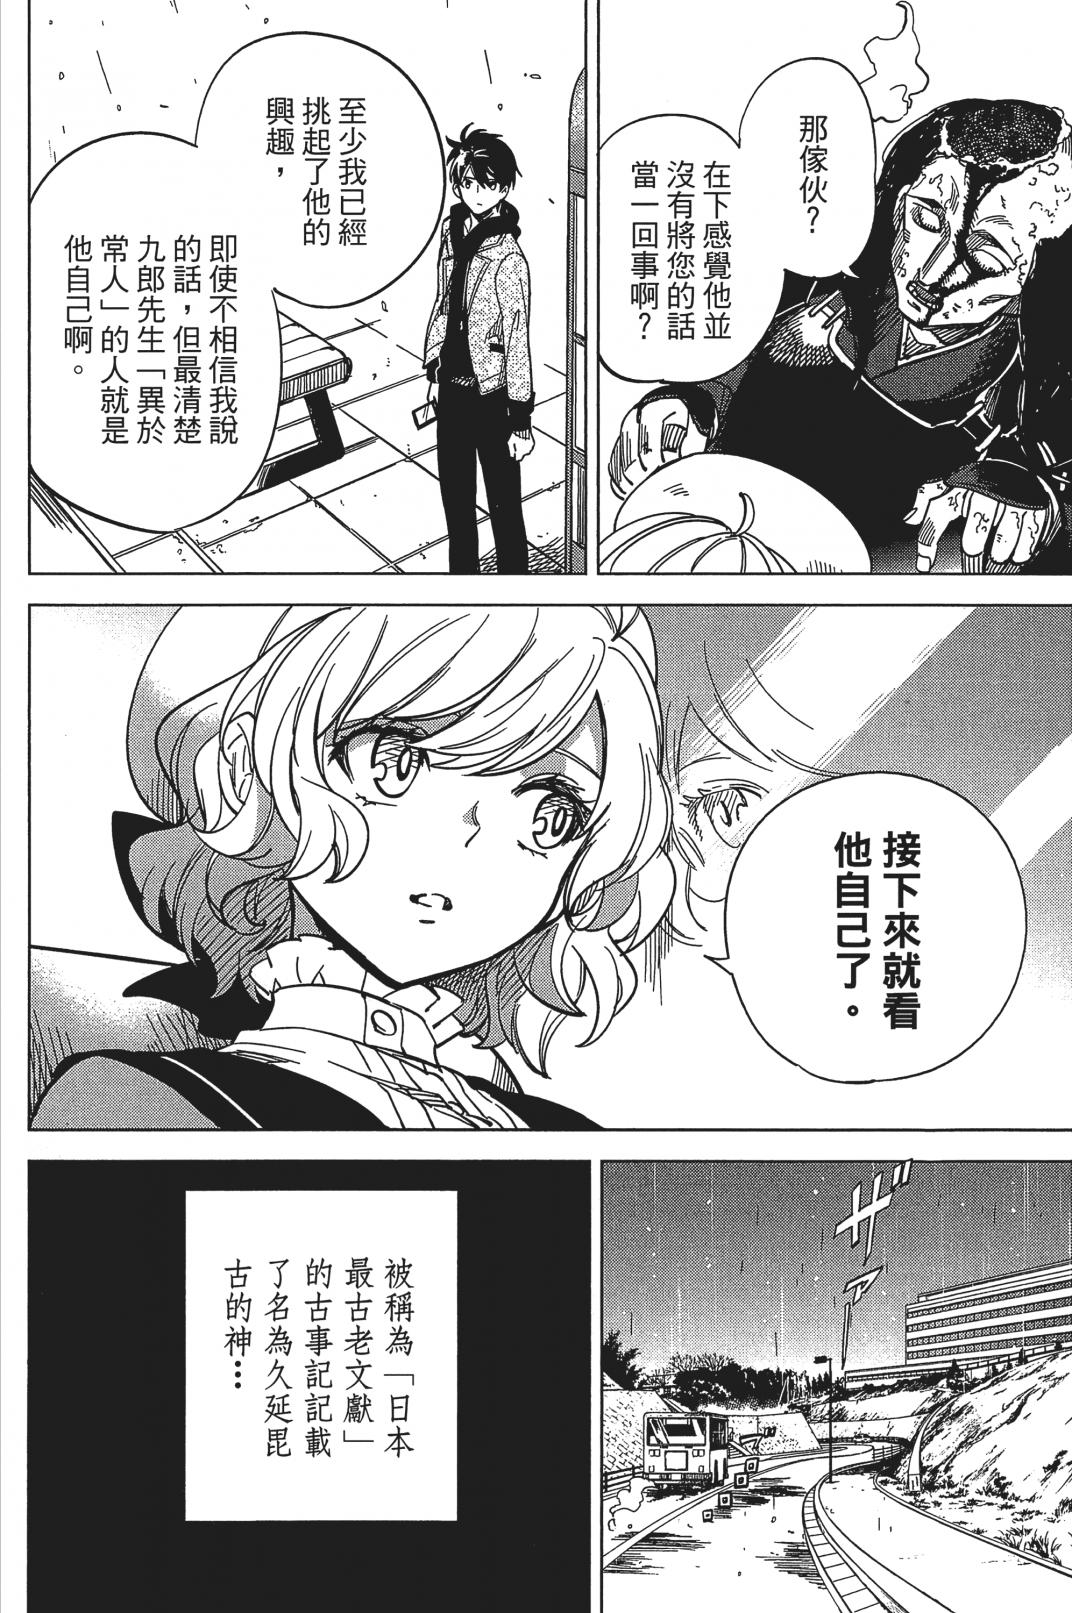 那傢伙？
在下感覺他並
沒有將您的話
當一回事啊？
至少我已經
挑起了他的
興趣，
即使不相信我說
的話，但最清楚
九郎先生「異於
常人」的人就是
他自己啊。
接下來就看
他自己了。
ザァー
被稱為「日本
最古老文獻」
的古事記記載
了名為久延毘
古的神…